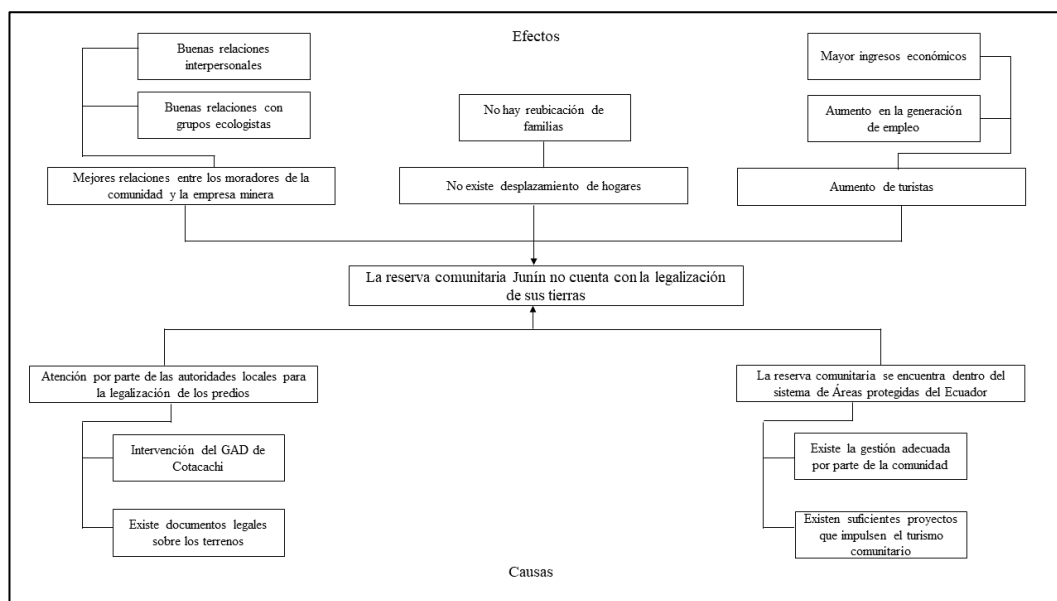 Efectos
Buenas relaciones
interpersonales
Buenas relaciones con
grupos ecologistas
Mejores relaciones entre los moradores de la
comunidad y la empresa minera
No hay reubicación de
familias
No existe desplazamiento de hogares
Mayor ingresos económicos
Aumento en la generación
de empleo
Aumento de turistas
La reserva comunitaria Junín no cuenta con la legalización
de sus tierras
Atención por parte de las autoridades locales para
la legalización de los predios
Intervención del GAD de
Cotacachi
Existe documentos legales
sobre los terrenos
La reserva comunitaria se encuentra dentro del
sistema de Áreas protegidas del Ecuador
Existe la gestión adecuada
por parte de la comunidad
Existen suficientes proyectos
que impulsen el turismo
comunitario
Causas